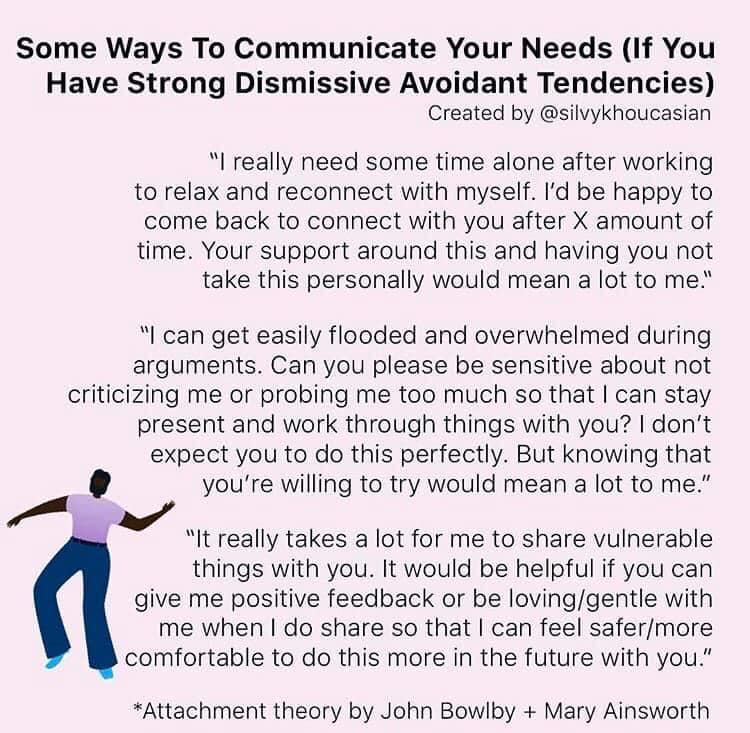 Some Ways To Communicate Your Needs (If You
Have Strong Dismissive Avoidant Tendencies)
Created by @silvykhoucasian
"I really need some time alone after working
to relax and reconnect with myself. I'd be happy to
come back to connect with you after X amount of
time. Your support around this and having you not
take this personally would mean a lot to me."
"I can get easily flooded and overwhelmed during
arguments. Can you please be sensitive about not
criticizing me or probing me too much so that I can stay
present and work through things with you? I don't
expect you to do this perfectly. But knowing that
you're willing to try would mean a lot to me."
"It really takes a lot for me to share vulnerable
things with you. It would be helpful if you can
give me positive feedback or be loving/gentle with
me when I do share so that I can feel safer/more
comfortable to do this more in the future with you."
*Attachment theory by John Bowlby + Mary Ainsworth